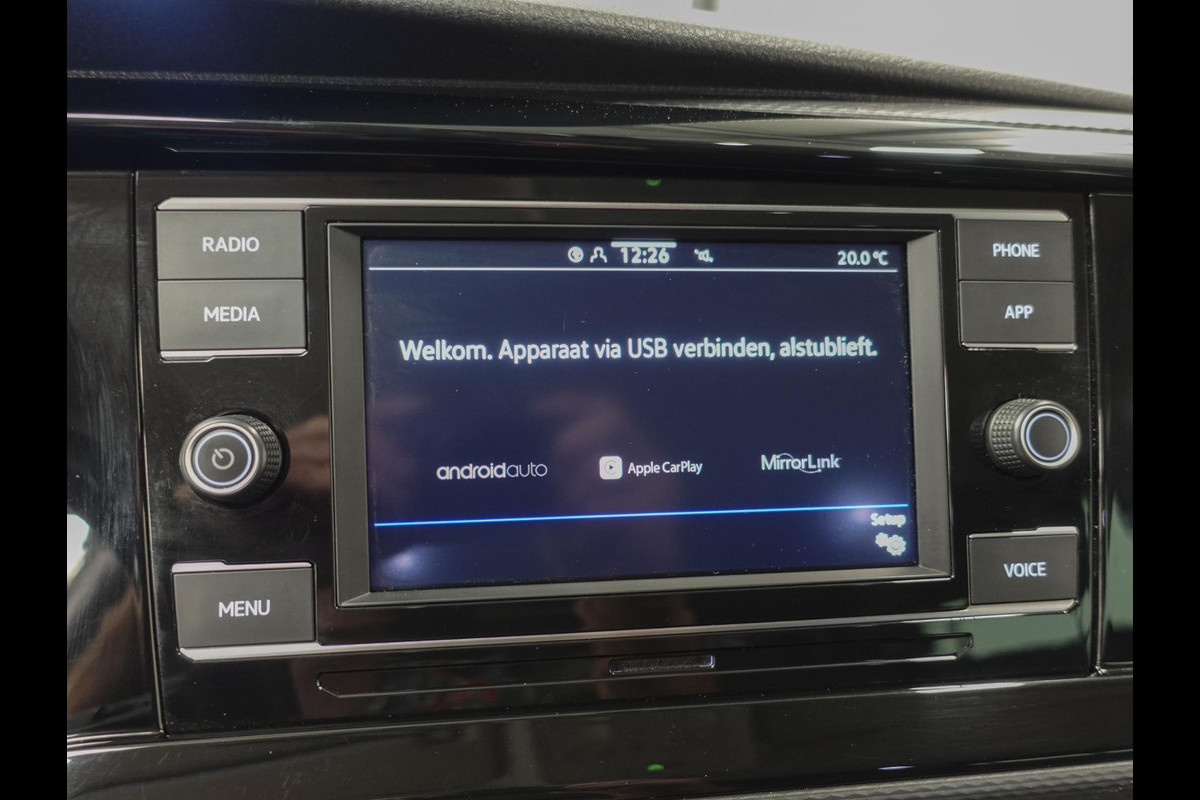 RADIO
MEDIA
MENU
12:26
20.0°C
Welkom. Apparaat via USB verbinden, alstublieft.
androidauto
Apple CarPlay
MirrorLink
Setup
PHONE
APP
VOICE